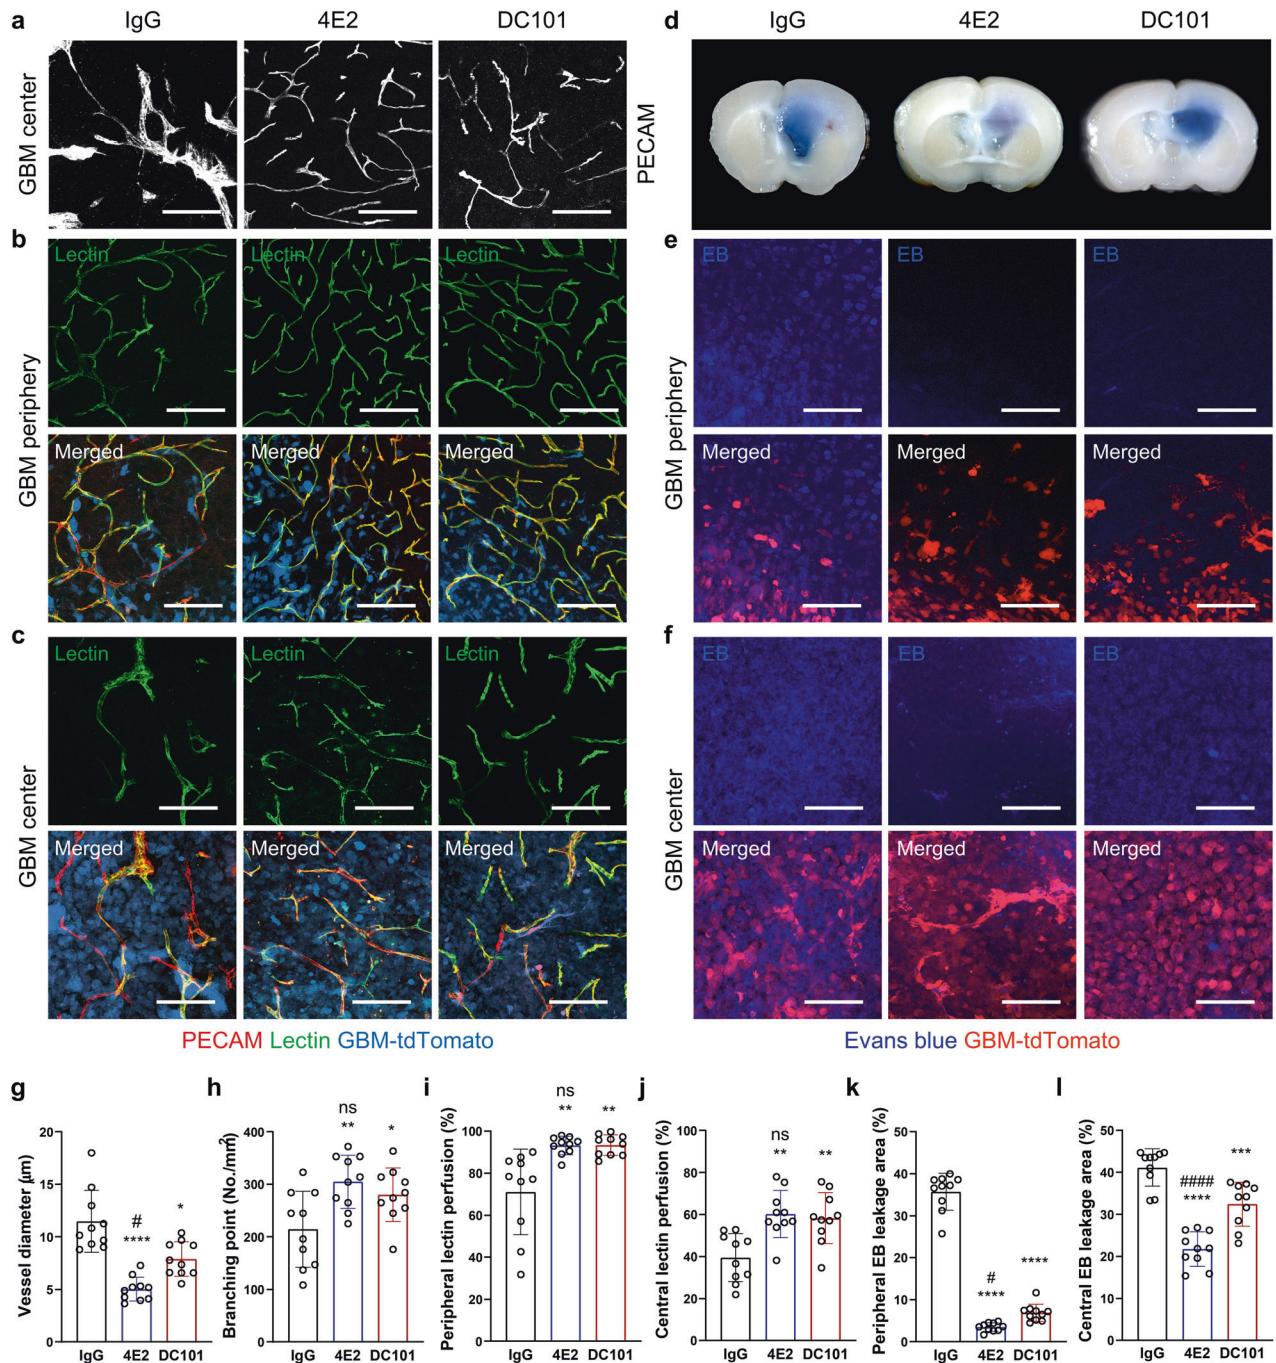 a IgG 4E2 DC101
GBM center
PECAM
b
GBM periphery
Lectin Lectin Lectin
Merged Merged Merged
c
GBM center
Lectin Lectin Lectin
Merged Merged Merged
PECAM Lectin GBM-tdTomato
d IgG 4E2 DC101
e
GBM periphery
EB EB EB
Merged Merged Merged
f
GBM center
EB EB EB
Merged Merged Merged
Evans blue GBM-tdTomato
g
Vessel diameter (μm)
20
15
10
5
0
#
**** *
IgG 4E2 DC101
h
Branching point (No./mm2)
400
300
200
100
0
ns
** *
IgG 4E2 DC101
i
Peripheral lectin perfusion (%)
100
80
60
40
20
0
ns
** **
IgG 4E2 DC101
j
Central lectin perfusion (%)
100
80
60
40
20
0
ns
** **
IgG 4E2 DC101
k
Peripheral EB leakage area (%)
50
40
30
20
10
0
#
**** ****
IgG 4E2 DC101
l
Central EB leakage area (%)
60
40
20
0
####
**** ***
IgG 4E2 DC101